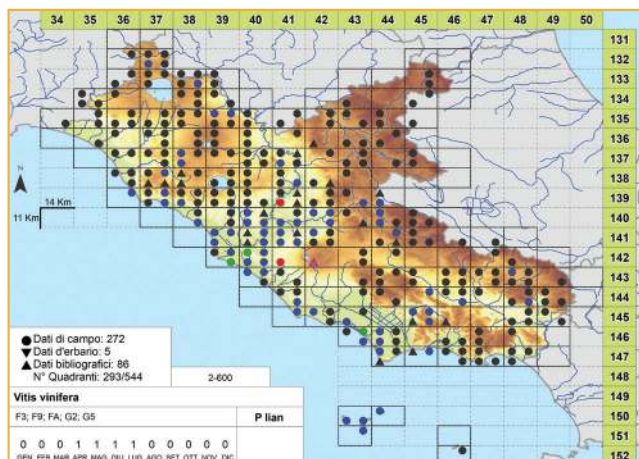 34 35 36 37 38 39 40 41 42 43 44 45 46 47 48 49 50
131
132
133
134
135
136
137
138
139
140
141
142
143
144
145
146
147
148
149
150
151
152
N
14 Km
11 Km
Dati di campo: 272
Dati d'erbario: 5
Dati bibliografici: 86
N° Quadranti: 293/544
2-600
Vitis vinifera
F3; F9; FA; G2; G5
P lian
0 0 0 1 1 1 1 0 0 0 0 0
GEN FEB MAR APR MAG GIU LUG AGO SET OTT NOV DIC